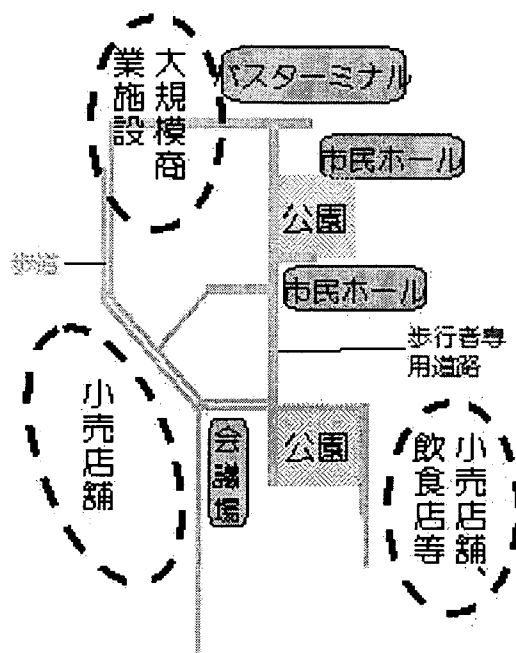 大規模商
業施設
バスターミナル
市民ホール
公園
歩道
市民ホール
歩行者専
用道路
小売店舗
会議場
公園
小売店舗
飲食店等